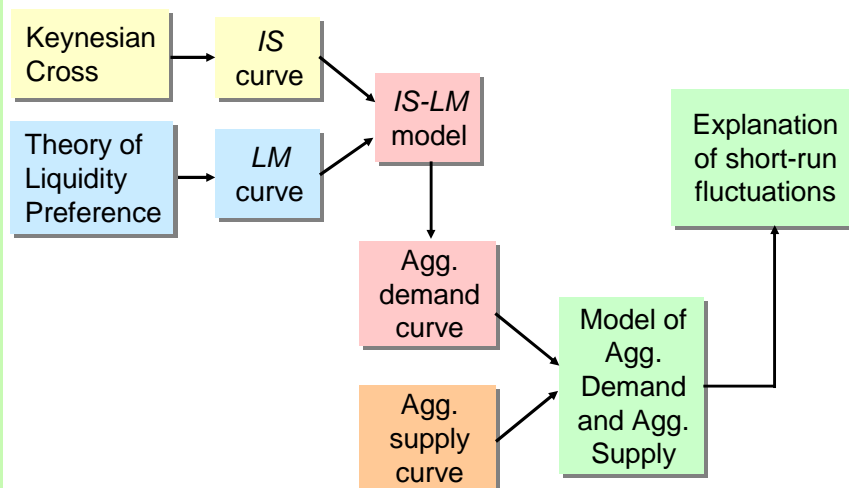 Keynesian
Cross
IS
curve
IS-LM
model
Theory of
Liquidity
Preference
LM
curve
Explanation
of short-run
fluctuations
Agg.
demand
curve
Model of
Agg.
Demand
and Agg.
Supply
Agg.
supply
curve